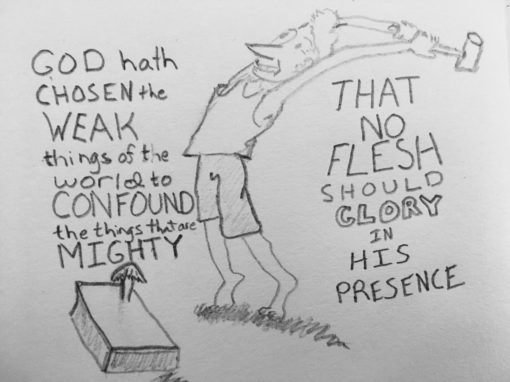 GOD hath
CHOSEN the
WEAK
things of the
world to
CONFOUND
the things that are
MIGHTY
THAT
NO
FLESH
SHOULD
GLORY
IN
HIS
PRESENCE